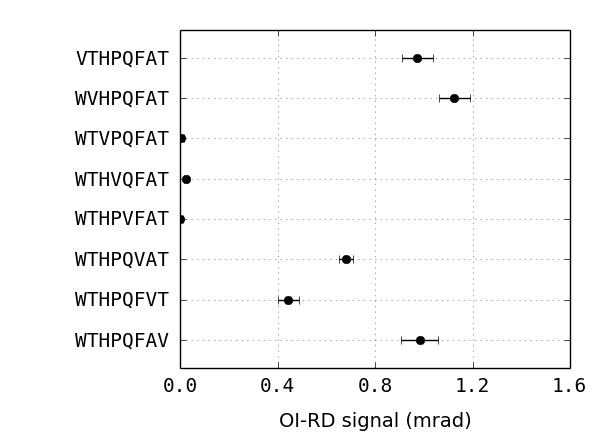 VTHPQFAT
WVHPQFAT
WTVPQFAT
WTHVQFAT
WTHPVFAT
WTHPQVAT
WTHPQFVT
WTHPQFAV
0.0 0.4 0.8 1.2 1.6
OI-RD signal (mrad)